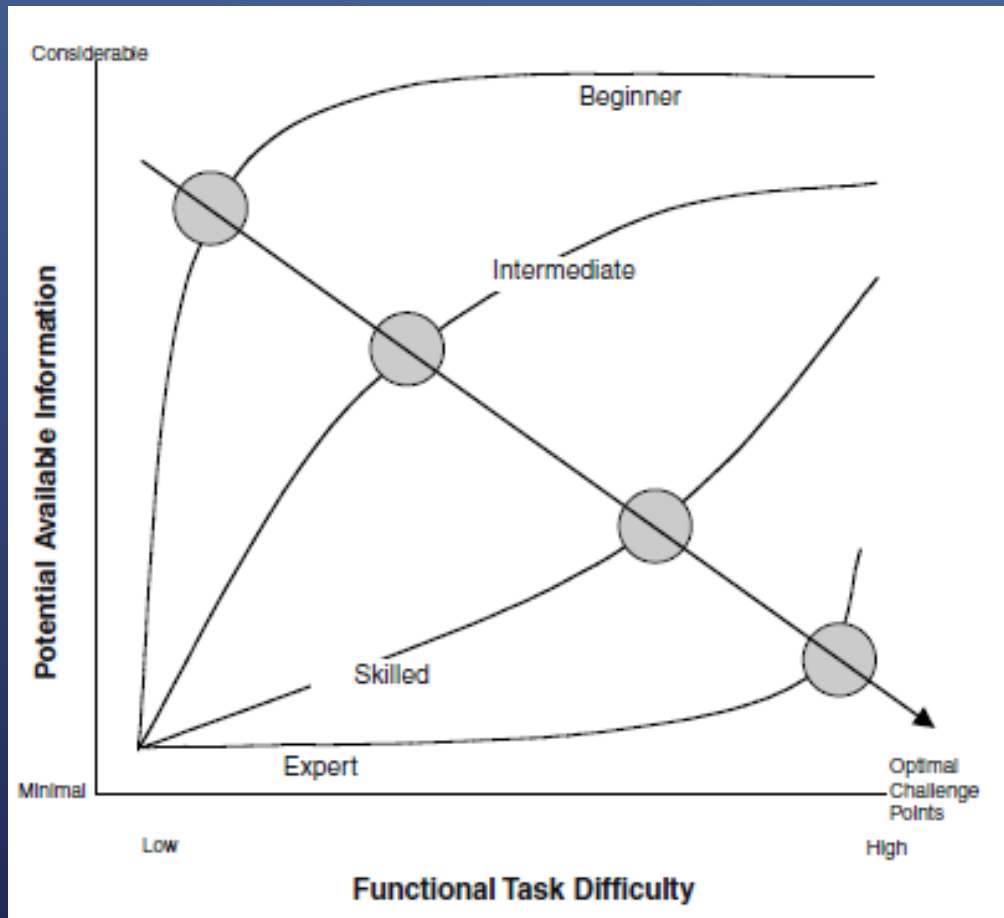 Considerable
Beginner
Intermediate
Potential Available Information
Skilled
Expert
Minimal
Optimal
Challenge
Points
Low
High
Functional Task Difficulty